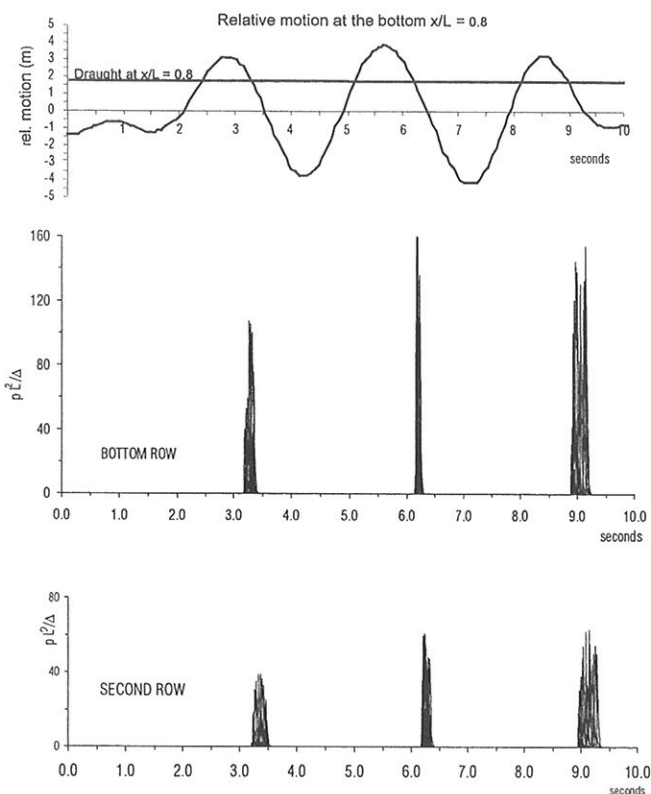 Relative motion at the bottom x/L = 0.8
rel. motion (m)
5
4
3
2
1
0
-1
-2
-3
-4
-5
Draught at x/L = 0.8
1 2 3 4 5 6 7 8 9 10
seconds
p L²/Δ
160
120
80
40
0
BOTTOM ROW
0.0 1.0 2.0 3.0 4.0 5.0 6.0 7.0 8.0 9.0 10.0
seconds
p L²/Δ
80
40
0
SECOND ROW
0.0 1.0 2.0 3.0 4.0 5.0 6.0 7.0 8.0 9.0 10.0
seconds